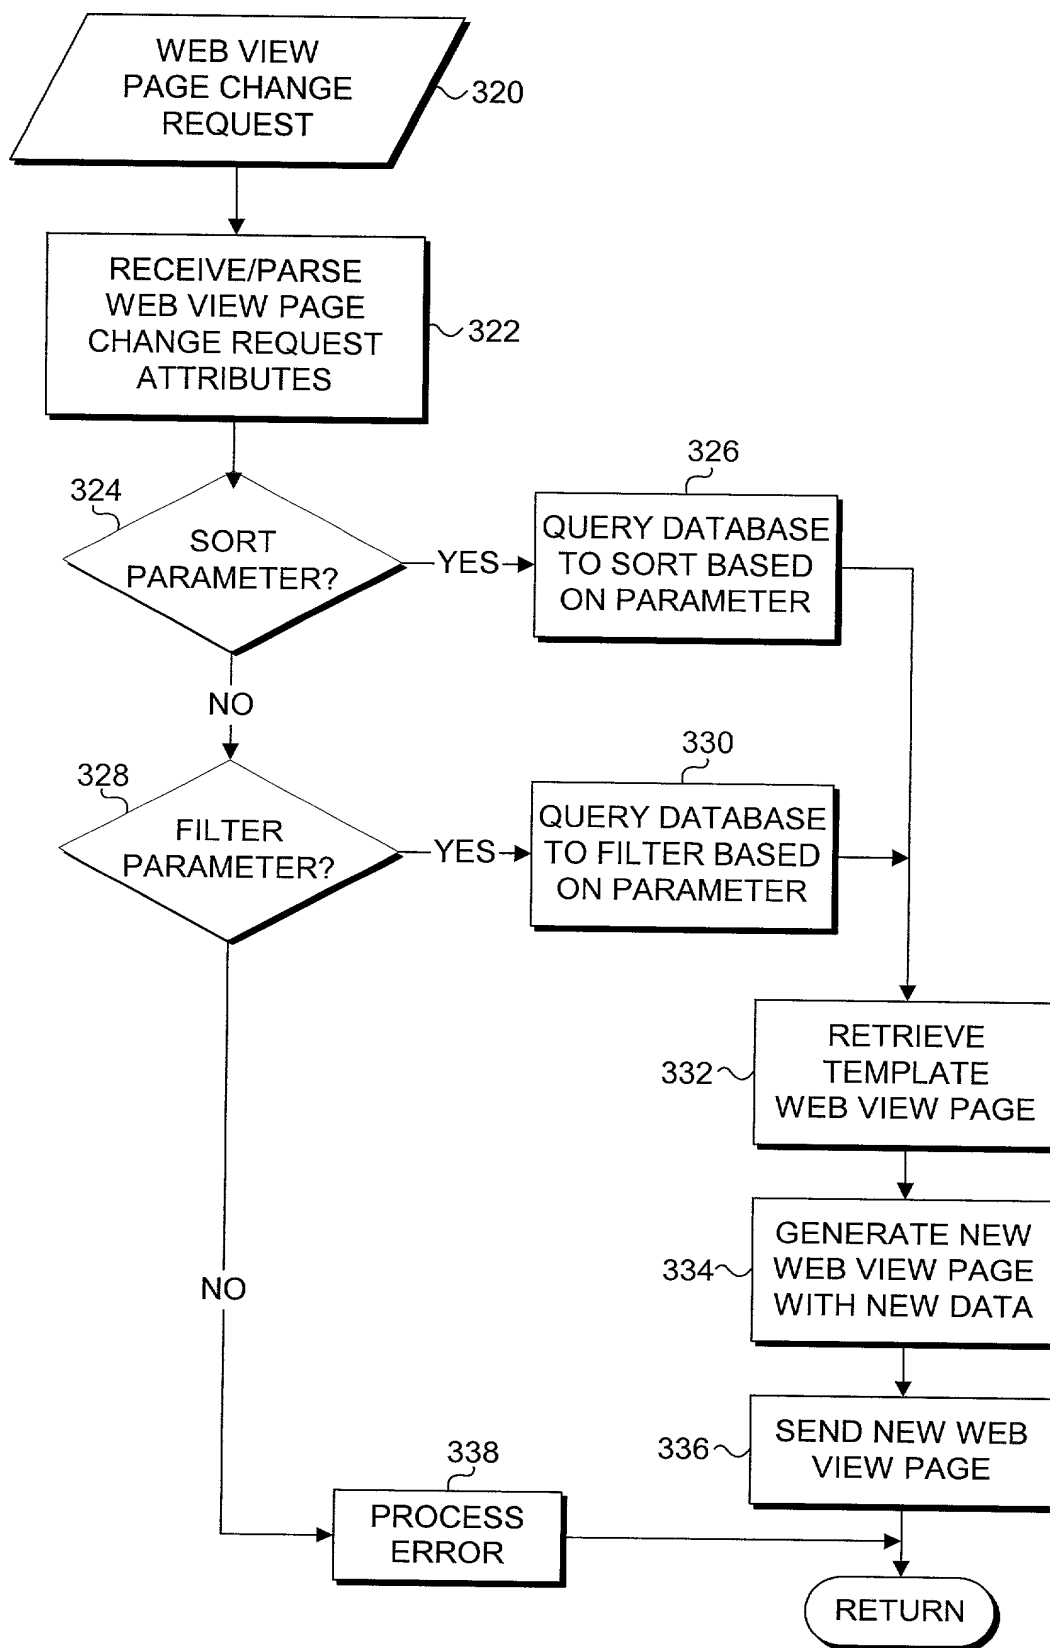 WEB VIEW
PAGE CHANGE
REQUEST
320
RECEIVE/PARSE
WEB VIEW PAGE
CHANGE REQUEST
ATTRIBUTES
322
324
SORT
PARAMETER?
YES
326
QUERY DATABASE
TO SORT BASED
ON PARAMETER
NO
328
FILTER
PARAMETER?
YES
330
QUERY DATABASE
TO FILTER BASED
ON PARAMETER
332
RETRIEVE
TEMPLATE
WEB VIEW PAGE
334
GENERATE NEW
WEB VIEW PAGE
WITH NEW DATA
NO
336
SEND NEW WEB
VIEW PAGE
338
PROCESS
ERROR
RETURN